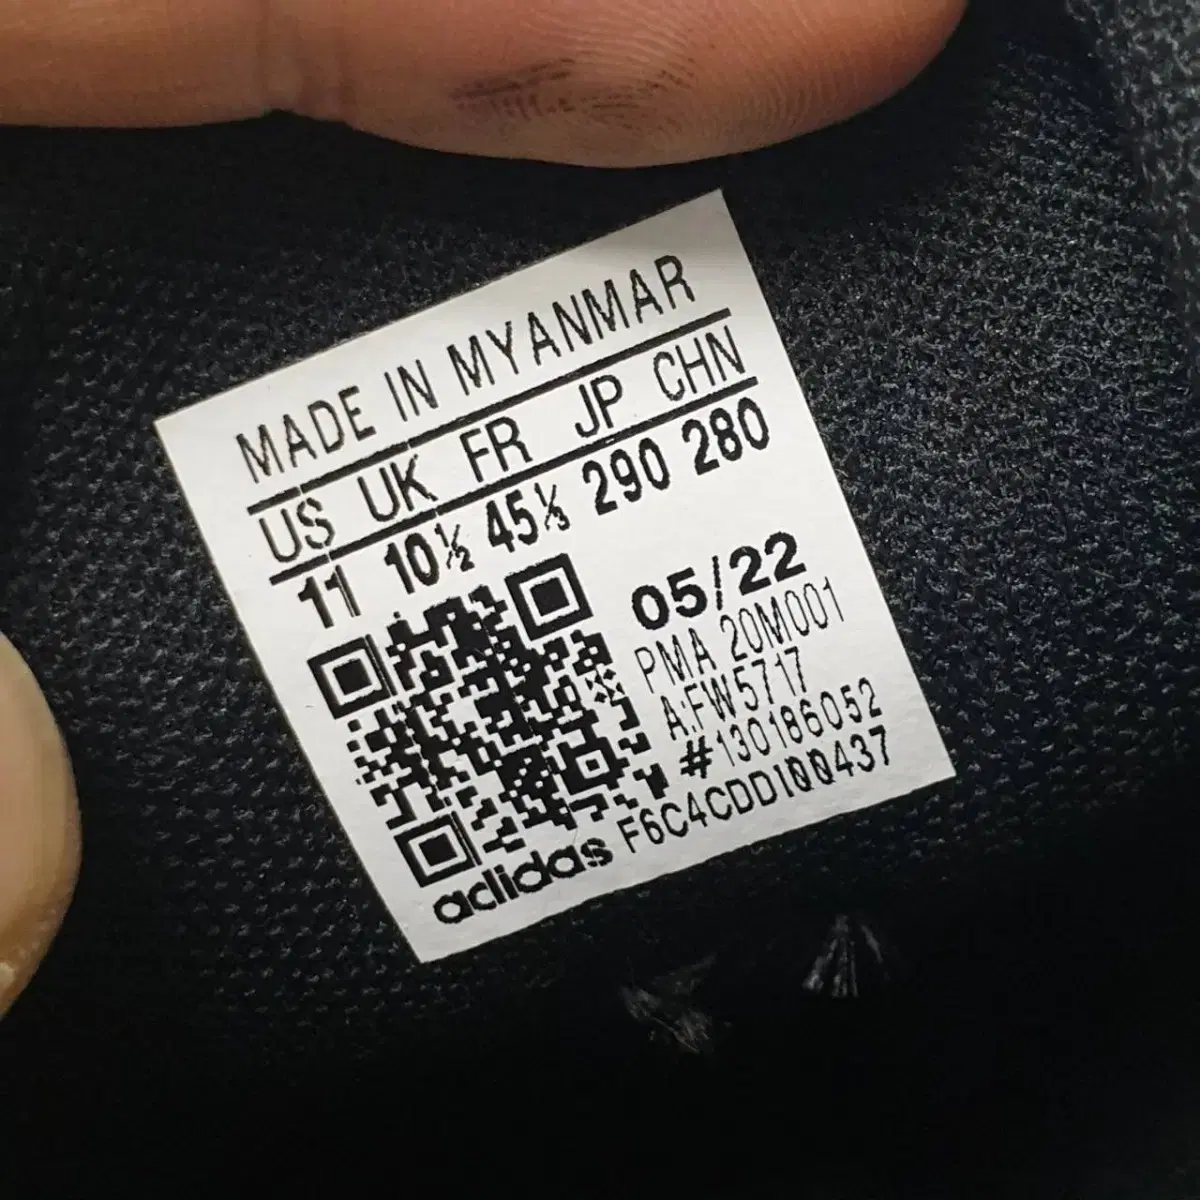 MADE IN MYANMAR
US UK FR JP CHN
11 10½ 45⅓ 290 280
05/22
PMA 20M001
A:FW5717
#130186052
F6C4CDDIQQ437
adidas